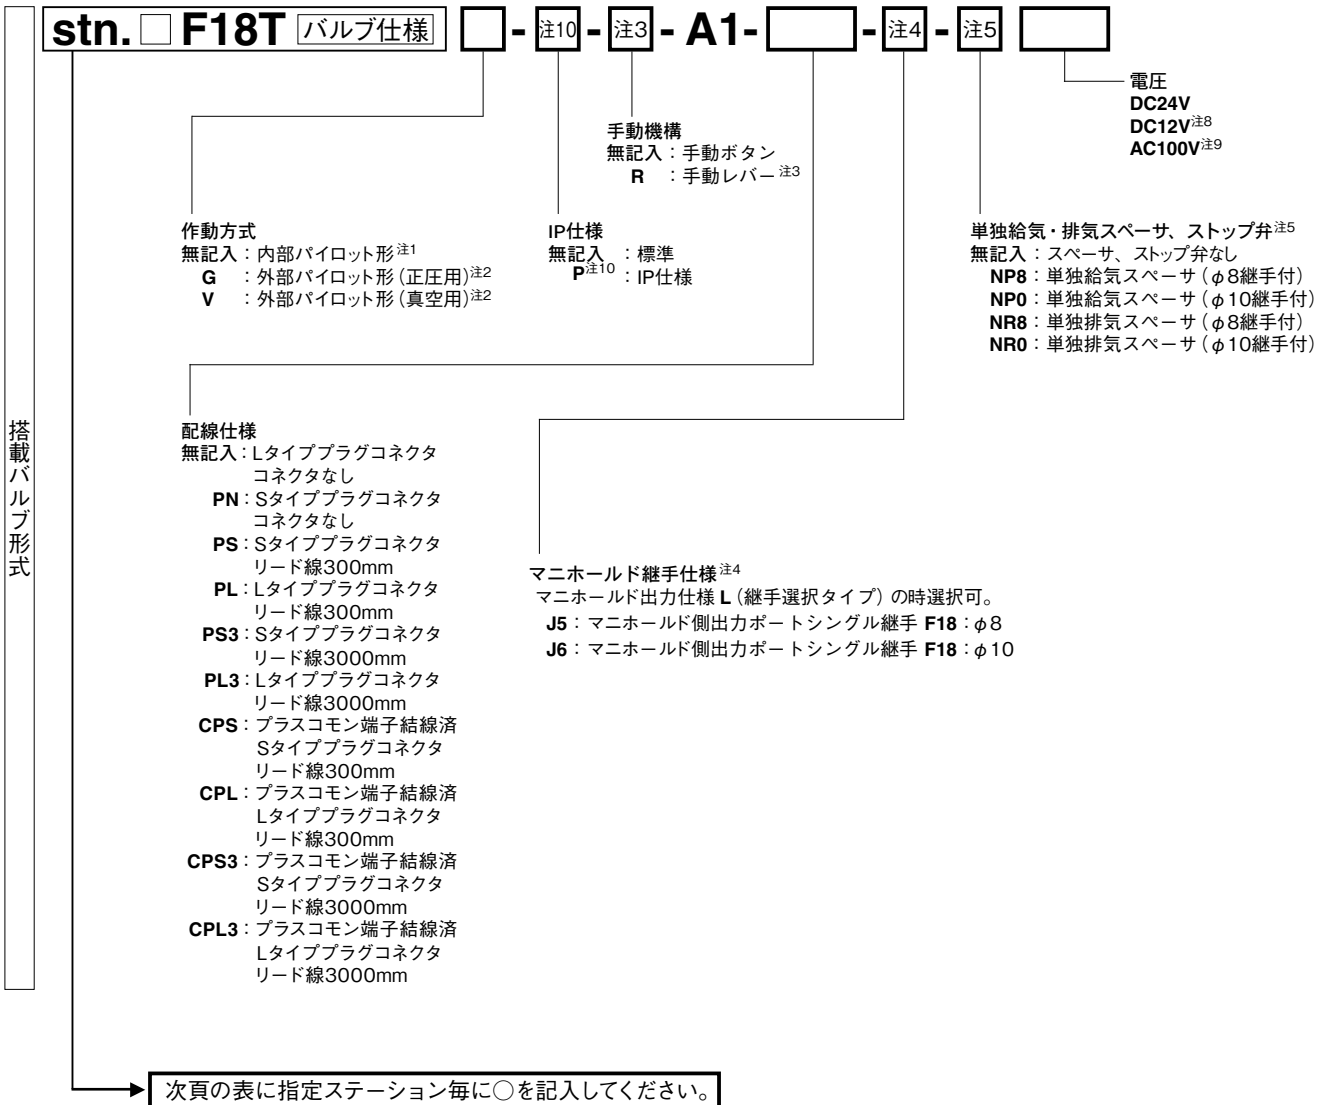 stn. □ F18T バルブ仕様 □ - 注10 - 注3 - A1- □ - 注4 - 注5 □
電圧
DC24V
DC12V注8
AC100V注9
手動機構
無記入：手動ボタン
R ：手動レバー注3
作動方式
無記入：内部パイロット形注1
G ：外部パイロット形（正圧用）注2
V ：外部パイロット形（真空用）注2
IP仕様
無記入 ：標準
P注10 ：IP仕様
単独給気・排気スペーサ、ストップ弁注5
無記入：スペーサ、ストップ弁なし
NP8：単独給気スペーサ（φ8継手付）
NP0：単独給気スペーサ（φ10継手付）
NR8：単独排気スペーサ（φ8継手付）
NR0：単独排気スペーサ（φ10継手付）
搭載バルブ形式
配線仕様
無記入：Lタイププラグコネクタ
コネクタなし
PN：Sタイププラグコネクタ
コネクタなし
PS：Sタイププラグコネクタ
リード線300mm
PL：Lタイププラグコネクタ
リード線300mm
PS3：Sタイププラグコネクタ
リード線3000mm
PL3：Lタイププラグコネクタ
リード線3000mm
CPS：プラスコモン端子結線済
Sタイププラグコネクタ
リード線300mm
CPL：プラスコモン端子結線済
Lタイププラグコネクタ
リード線300mm
CPS3：プラスコモン端子結線済
Sタイププラグコネクタ
リード線3000mm
CPL3：プラスコモン端子結線済
Lタイププラグコネクタ
リード線3000mm
マニホールド継手仕様注4
マニホールド出力仕様 L（継手選択タイプ）の時選択可。
J5：マニホールド側出力ポートシングル継手 F18：φ8
J6：マニホールド側出力ポートシングル継手 F18：φ10
次頁の表に指定ステーション毎に○を記入してください。